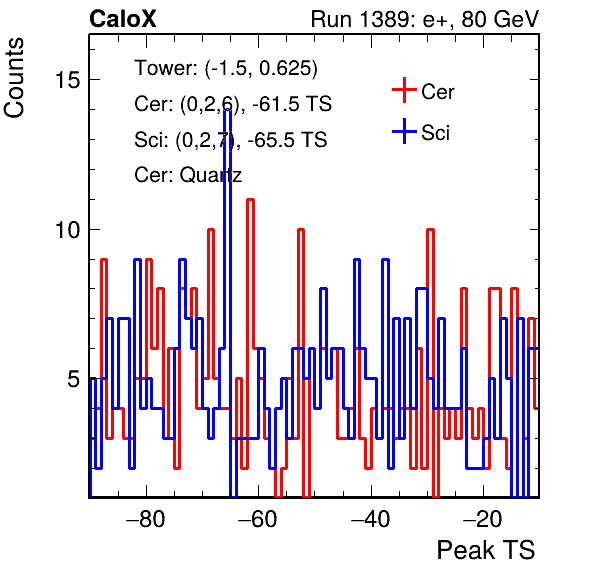 CaloX Run 1389: e+, 80 GeV
Counts
Tower: (-1.5, 0.625)
Cer: (0,2,6), -61.5 TS
Sci: (0,2,7), -65.5 TS
Cer: Quartz
Cer
Sci
15
10
5
−80 −60 −40 −20
Peak TS